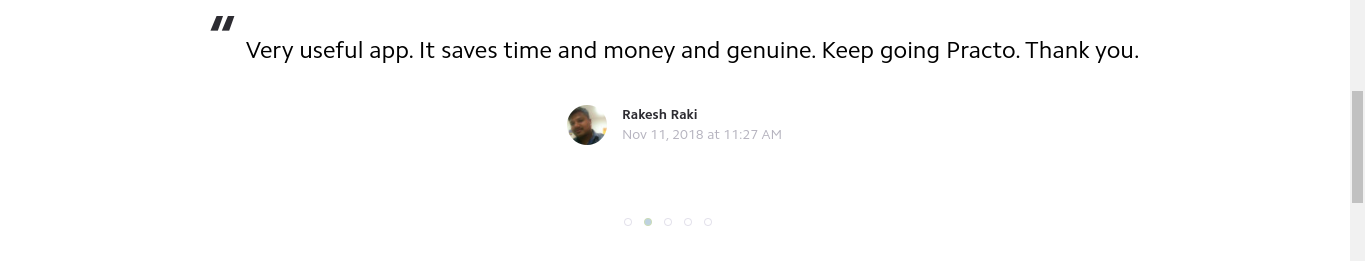 "
Very useful app. It saves time and money and genuine. Keep going Practo. Thank you.
Rakesh Raki
Nov 11, 2018 at 11:27 AM